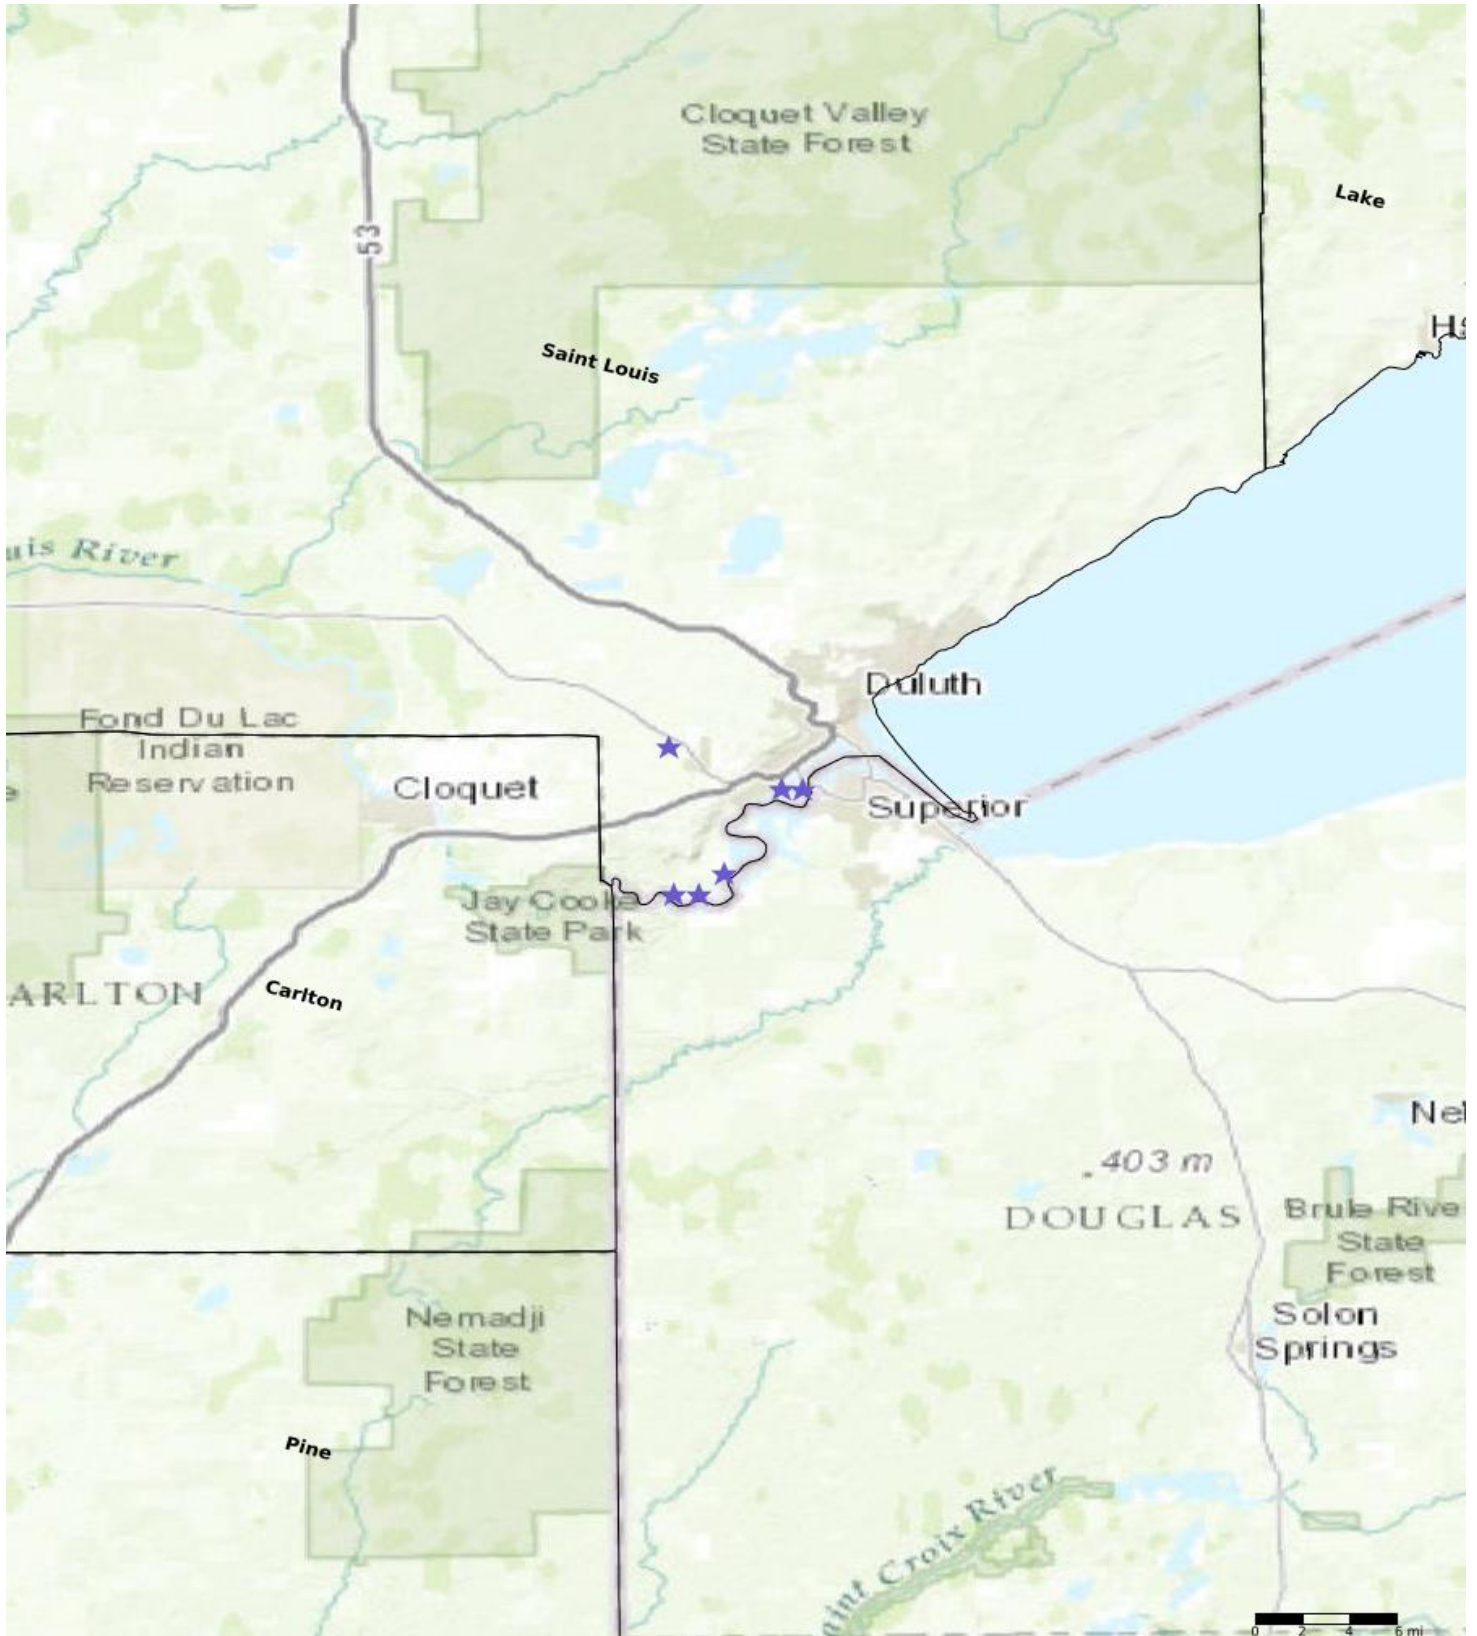 Cloquet Valley
State Forest
Lake
53
Saint Louis
uis River
Duluth
Fond Du Lac
Indian
Reservation
Cloquet
Superior
Jay Cooke
State Park
ARLTON
Carlton
Nel
.403 m
DOUGLAS
Brule Rive
State
Forest
Nemadji
State
Forest
Solon
Springs
Pine
aint Croix River
0 2 4 6 mi